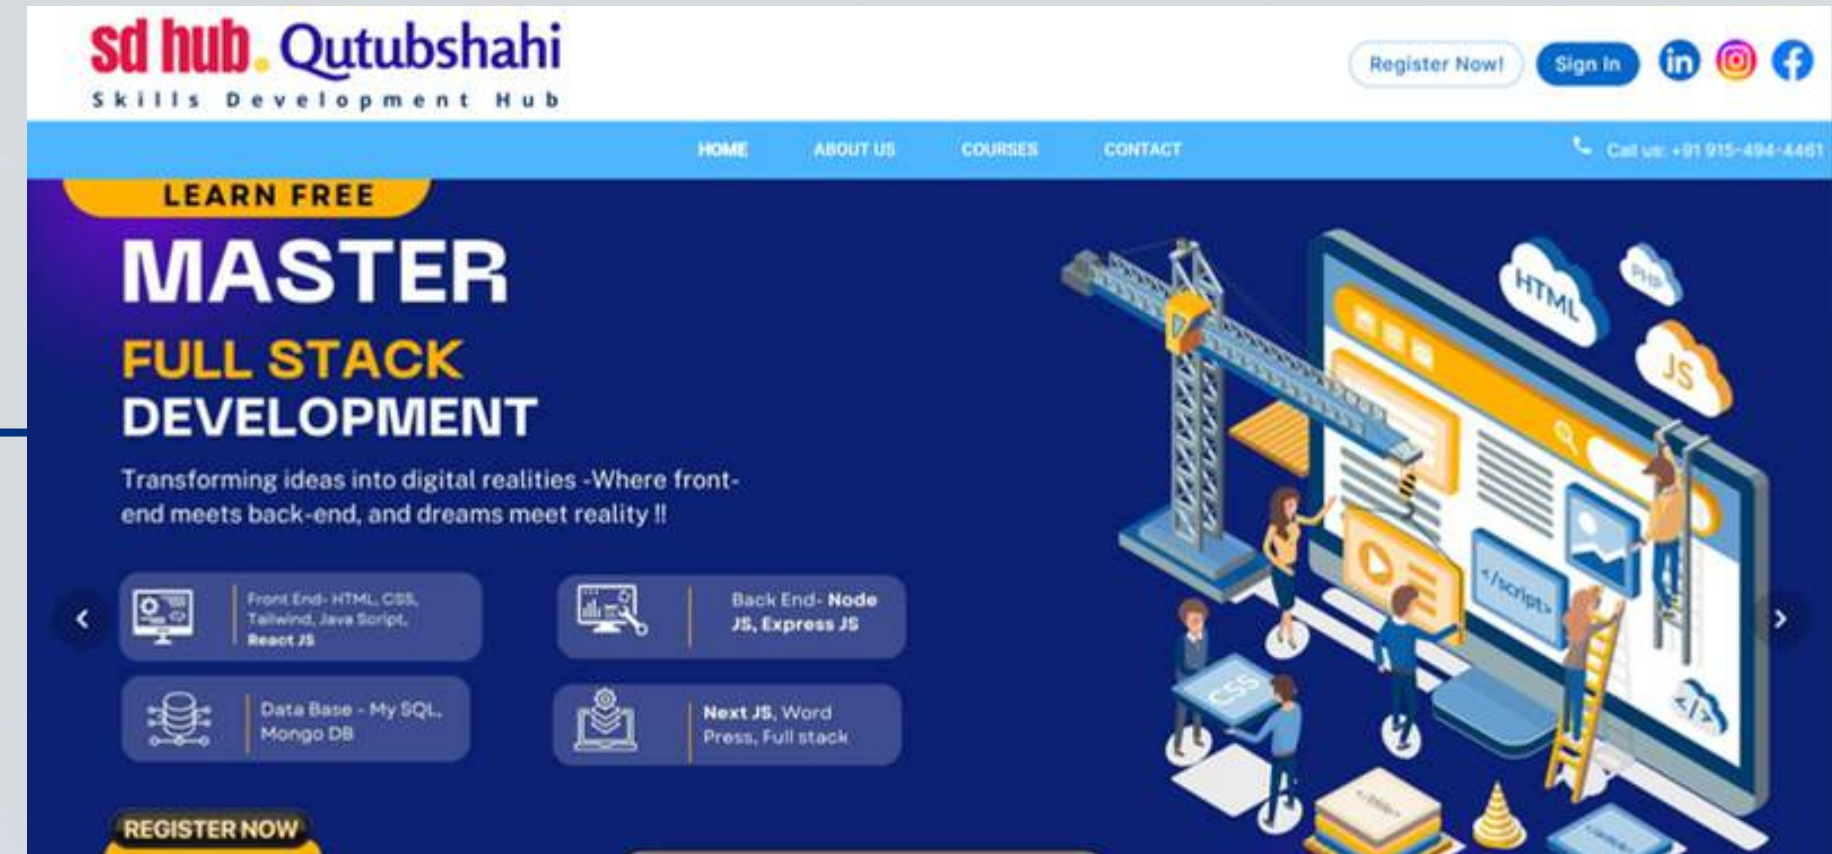 sd hub. Qutubshahi
Skills Development Hub
Register Now!
Sign In
in
HOME
ABOUT US
COURSES
CONTACT
Call us: +91 915-494-4461
LEARN FREE
MASTER
FULL STACK
DEVELOPMENT
Transforming ideas into digital realities -Where front-
end meets back-end, and dreams meet reality !!
Front End- HTML, CSS,
Tailwind, Java Script,
React JS
Back End- Node
JS, Express JS
Data Base - My SQL,
Mongo DB
Next JS, Word
Press, Full stack
REGISTER NOW
HTML
PHP
JS
</script>
CSS
</>